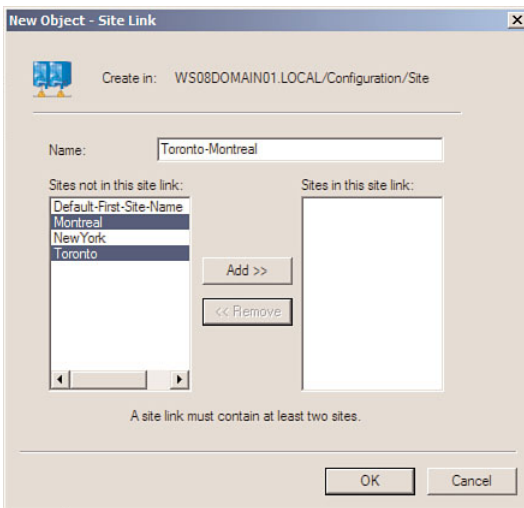 New Object - Site Link
Create in: WS08DOMAIN01.LOCAL/Configuration/Site
Name: Toronto-Montreal
Sites not in this site link:
Default-First-Site-Name
Montreal
NewYork
Toronto
Add >>
<< Remove
Sites in this site link:
A site link must contain at least two sites.
OK
Cancel